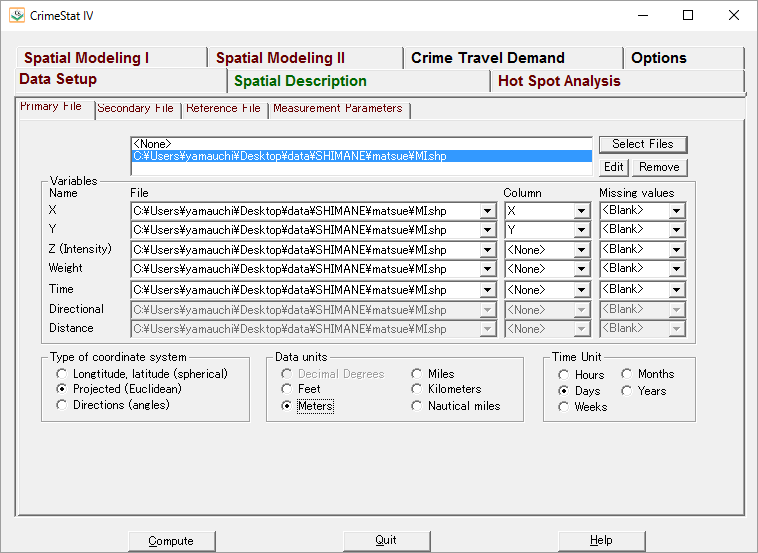 CrimeStat IV
Spatial Modeling I Spatial Modeling II Crime Travel Demand Options
Data Setup Spatial Description Hot Spot Analysis
Primary File Secondary File Reference File Measurement Parameters
<None> Select Files
C:¥Users¥yamauchi¥Desktop¥data¥SHIMANE¥matsue¥MI.shp
Edit Remove
Variables
Name File Column Missing values
X C:¥Users¥yamauchi¥Desktop¥data¥SHIMANE¥matsue¥MI.shp X <Blank>
Y C:¥Users¥yamauchi¥Desktop¥data¥SHIMANE¥matsue¥MI.shp Y <Blank>
Z (Intensity) C:¥Users¥yamauchi¥Desktop¥data¥SHIMANE¥matsue¥MI.shp <None> <Blank>
Weight C:¥Users¥yamauchi¥Desktop¥data¥SHIMANE¥matsue¥MI.shp <None> <Blank>
Time C:¥Users¥yamauchi¥Desktop¥data¥SHIMANE¥matsue¥MI.shp <None> <Blank>
Directional C:¥Users¥yamauchi¥Desktop¥data¥SHIMANE¥matsue¥MI.shp <None> <Blank>
Distance C:¥Users¥yamauchi¥Desktop¥data¥SHIMANE¥matsue¥MI.shp <None> <Blank>
Type of coordinate system Data units Time Unit
Longtitude, latitude (spherical) Decimal Degrees Miles Hours Months
Projected (Euclidean) Feet Kilometers Days Years
Directions (angles) Meters Nautical miles Weeks
Compute Quit Help